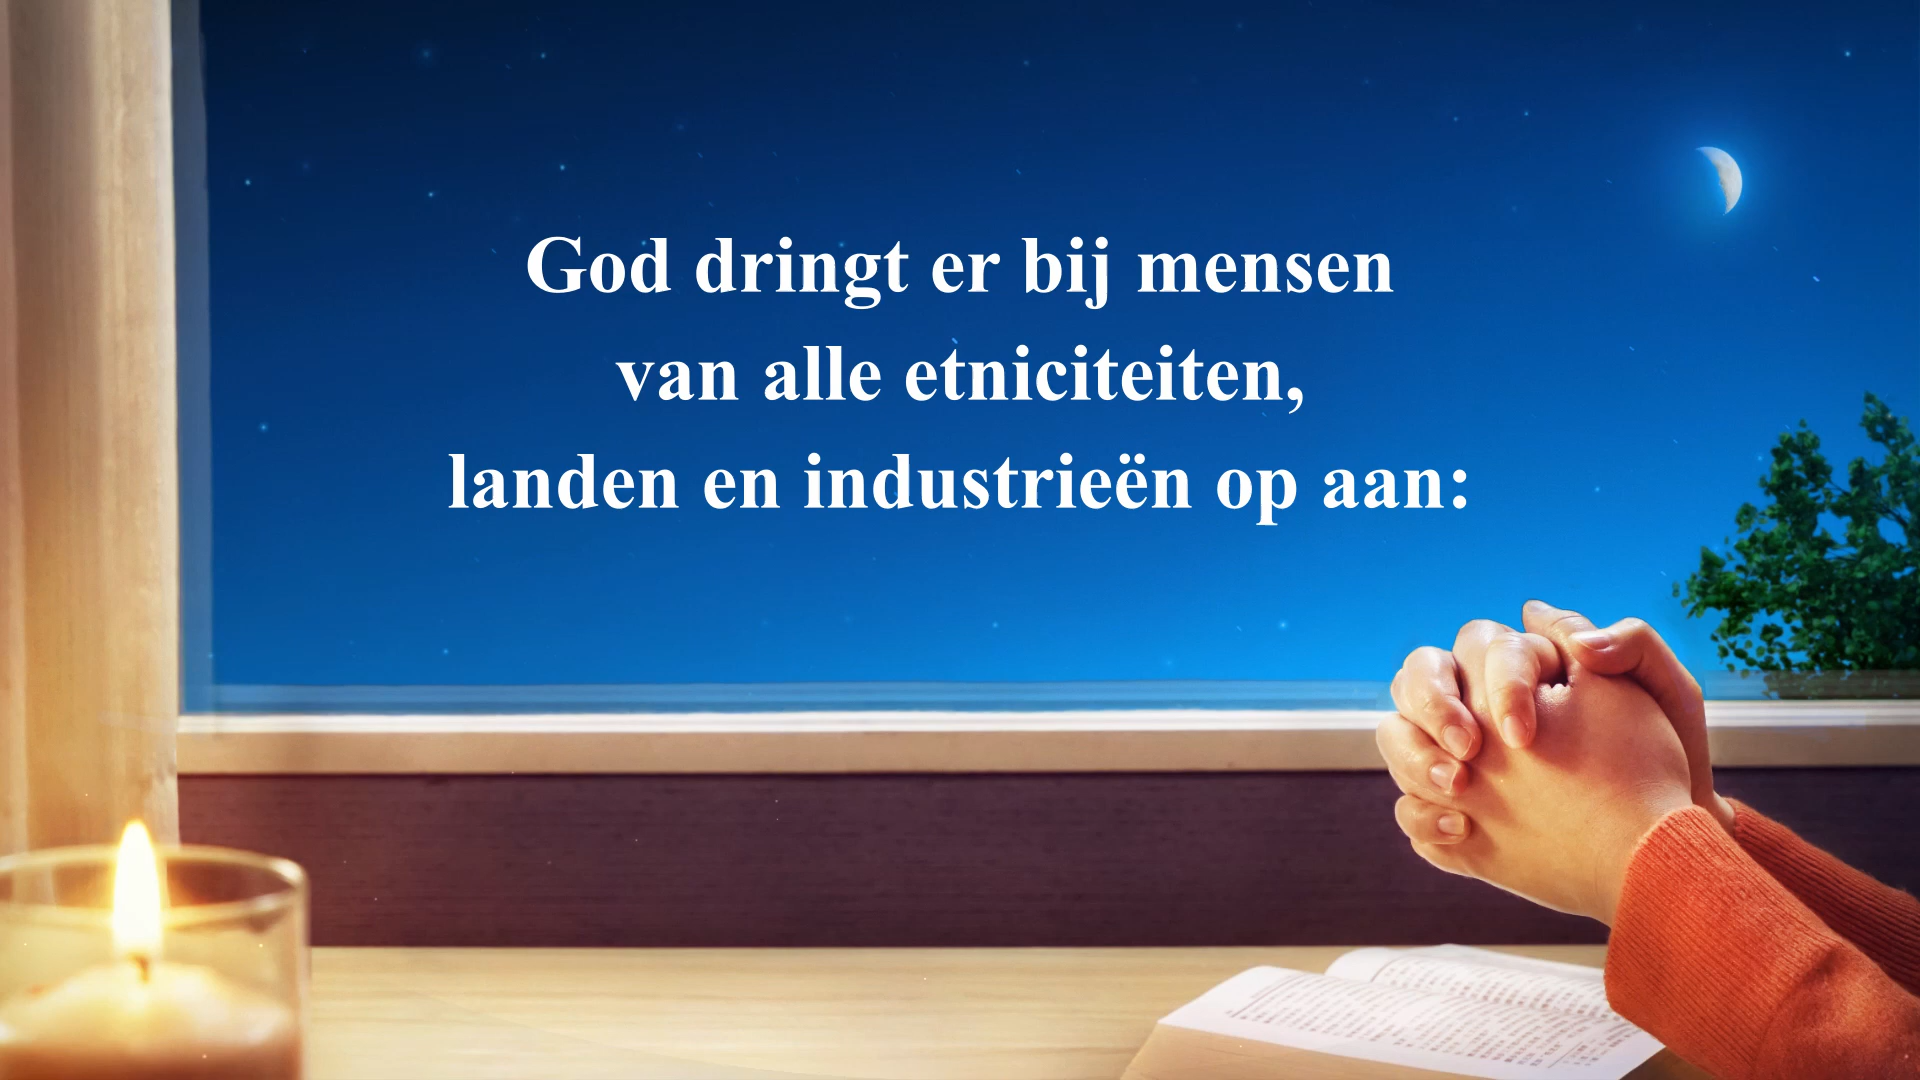 God dringt er bij mensen
van alle etniciteiten,
landen en industrieën op aan: